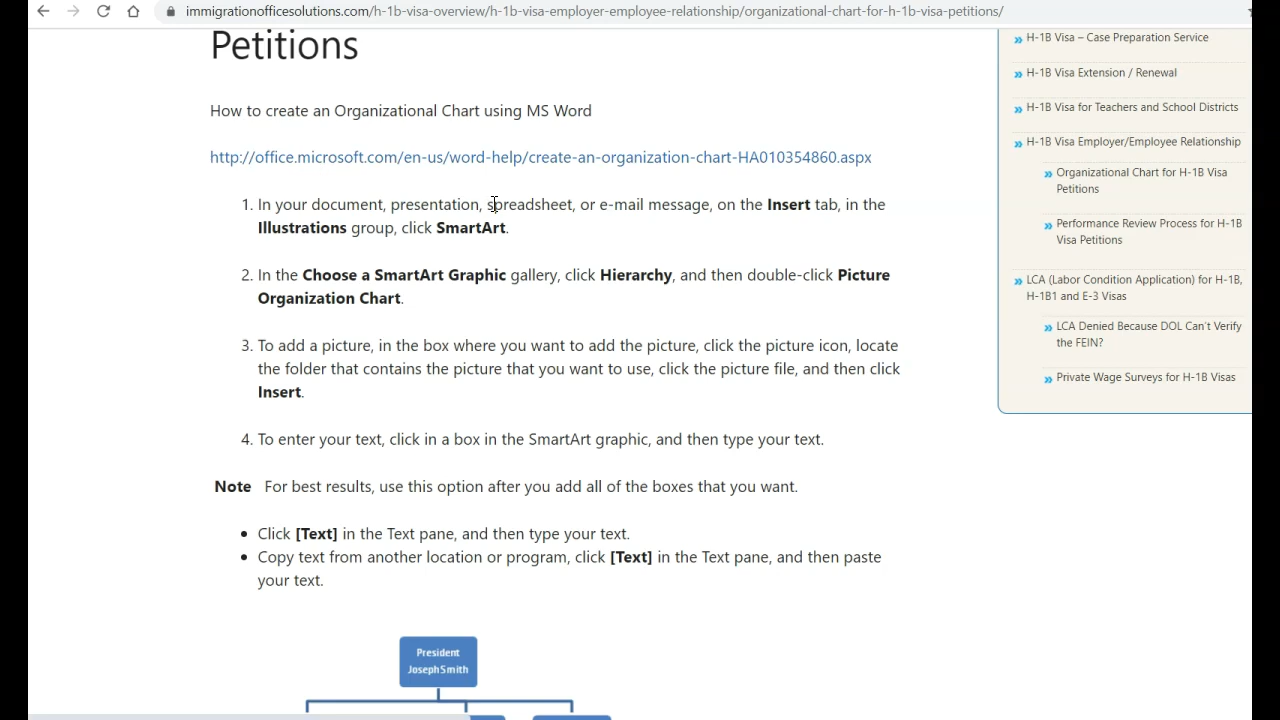 immigrationofficesolutions.com/h-1b-visa-overview/h-1b-visa-employer-employee-relationship/organizational-chart-for-h-1b-visa-petitions/
Petitions
How to create an Organizational Chart using MS Word
http://office.microsoft.com/en-us/word-help/create-an-organization-chart-HA010354860.aspx
1. In your document, presentation, spreadsheet, or e-mail message, on the Insert tab, in the
Illustrations group, click SmartArt.
2. In the Choose a SmartArt Graphic gallery, click Hierarchy, and then double-click Picture
Organization Chart.
3. To add a picture, in the box where you want to add the picture, click the picture icon, locate
the folder that contains the picture that you want to use, click the picture file, and then click
Insert.
4. To enter your text, click in a box in the SmartArt graphic, and then type your text.
Note For best results, use this option after you add all of the boxes that you want.
• Click [Text] in the Text pane, and then type your text.
• Copy text from another location or program, click [Text] in the Text pane, and then paste
your text.
President
JosephSmith
» H-1B Visa – Case Preparation Service
» H-1B Visa Extension / Renewal
» H-1B Visa for Teachers and School Districts
» H-1B Visa Employer/Employee Relationship
» Organizational Chart for H-1B Visa
Petitions
» Performance Review Process for H-1B
Visa Petitions
» LCA (Labor Condition Application) for H-1B,
H-1B1 and E-3 Visas
» LCA Denied Because DOL Can't Verify
the FEIN?
» Private Wage Surveys for H-1B Visas